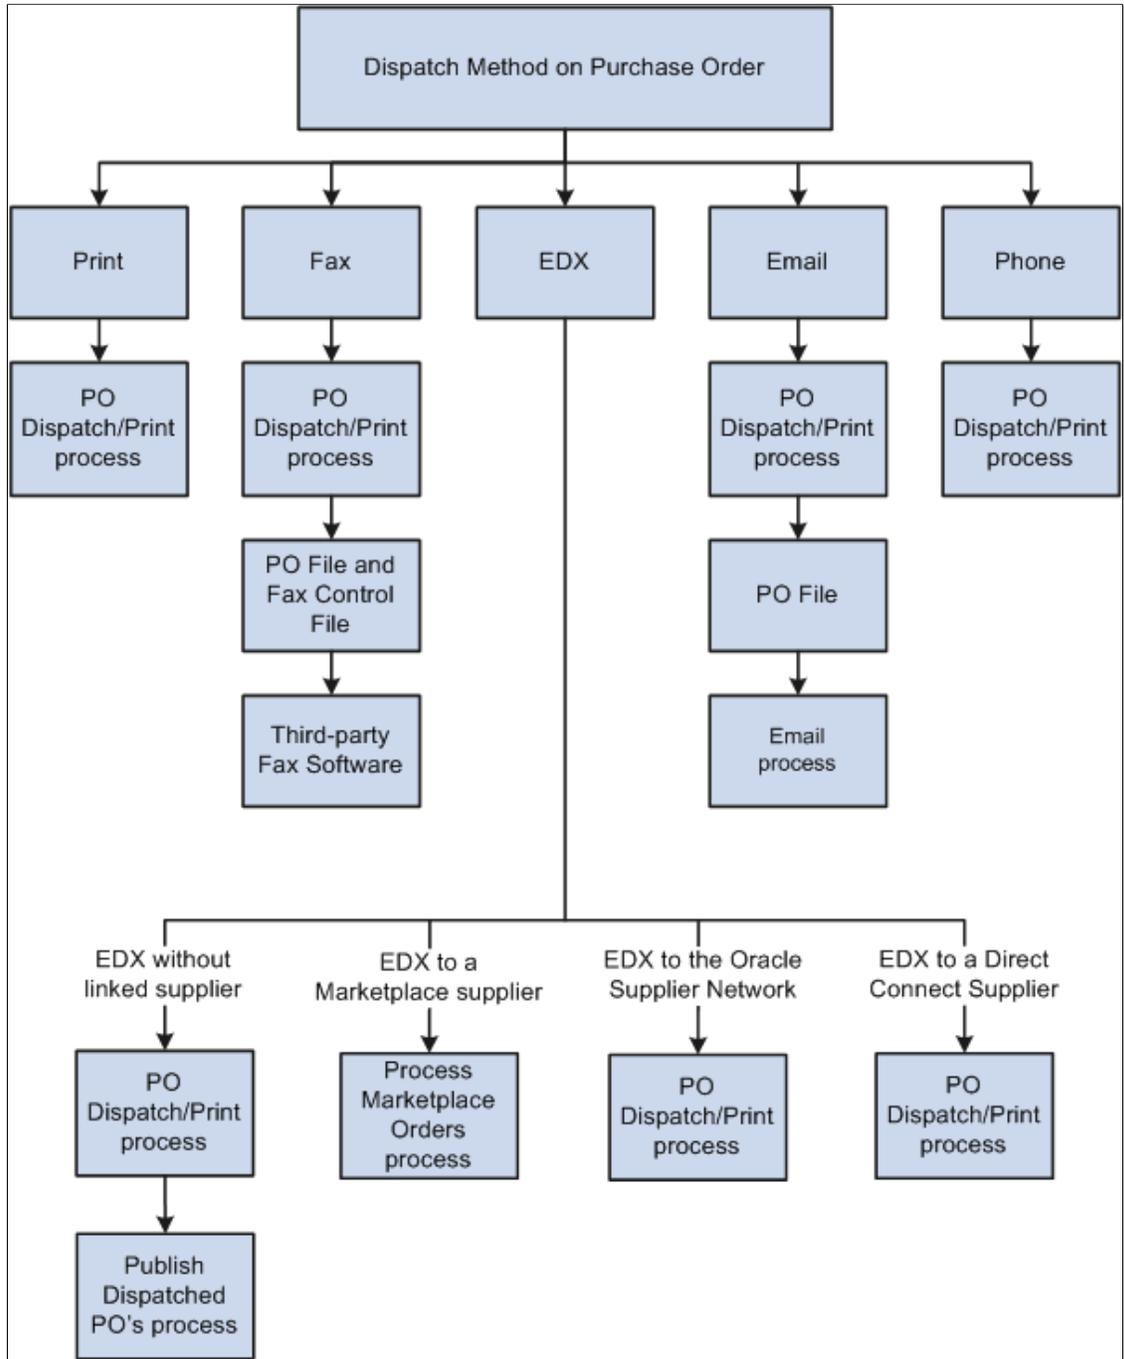 Dispatch Method on Purchase Order
Print
Fax
EDX
Email
Phone
PO
Dispatch/Print
process
PO
Dispatch/Print
process
PO
Dispatch/Print
process
PO
Dispatch/Print
process
PO File and
Fax Control
File
PO File
Third-party
Fax Software
Email
process
EDX without
linked supplier
EDX to a
Marketplace supplier
EDX to the Oracle
Supplier Network
EDX to a Direct
Connect Supplier
PO
Dispatch/Print
process
Process
Marketplace
Orders
process
PO
Dispatch/Print
process
PO
Dispatch/Print
process
Publish
Dispatched
PO's process